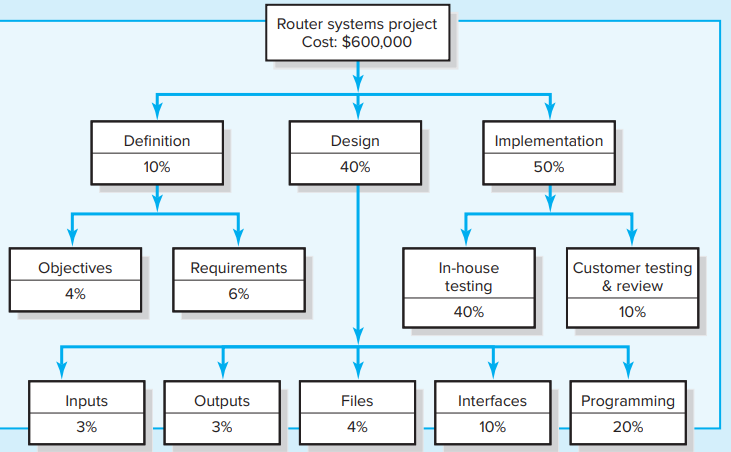 Router systems project
Cost: $600,000
Definition
10%
Design
40%
Implementation
50%
Objectives
4%
Requirements
6%
In-house
testing
40%
Customer testing
& review
10%
Inputs
3%
Outputs
3%
Files
4%
Interfaces
10%
Programming
20%